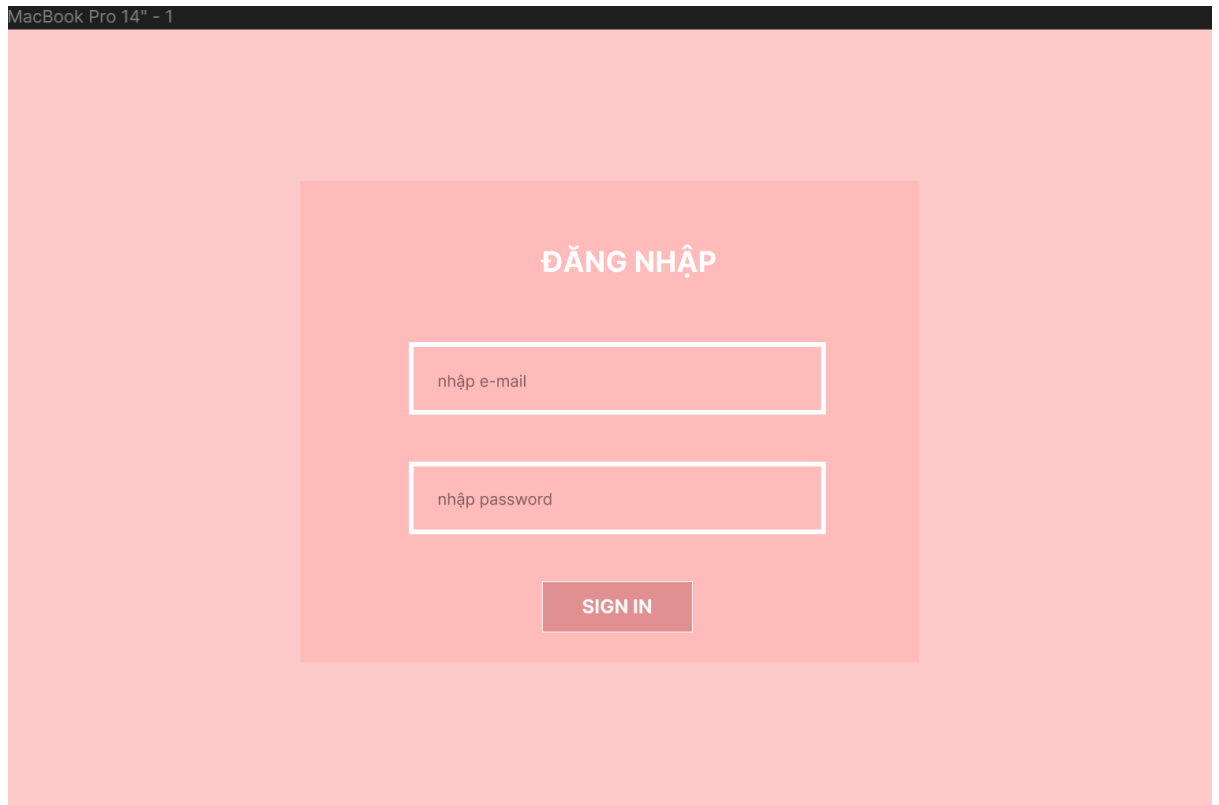 MacBook Pro 14" - 1
ĐĂNG NHẬP
nhập e-mail
nhập password
SIGN IN